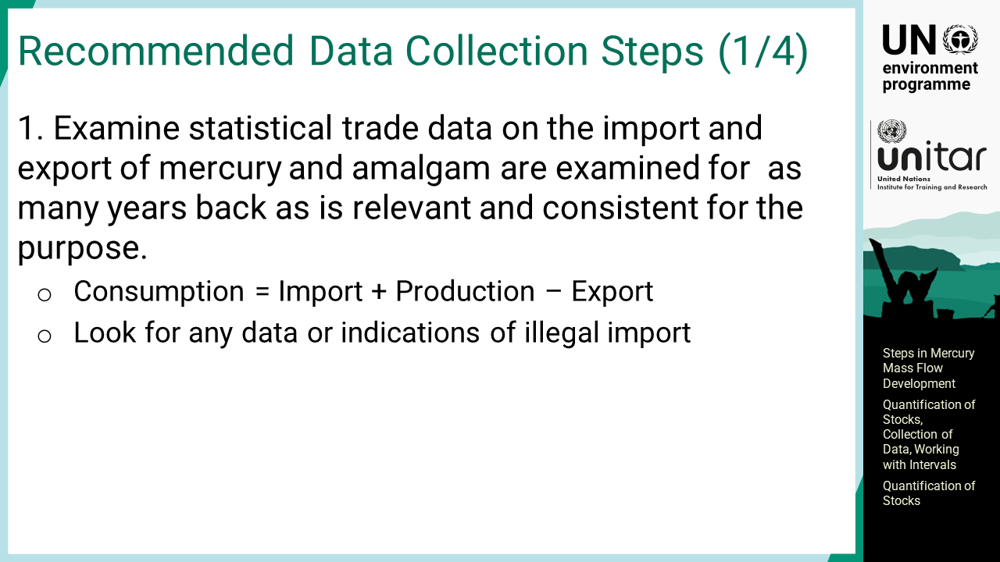 Recommended Data Collection Steps (1/4)
1. Examine statistical trade data on the import and
export of mercury and amalgam are examined for  as
many years back as is relevant and consistent for the
purpose.
o Consumption = Import + Production – Export
o Look for any data or indications of illegal import
UN
environment
programme
unitar
United Nations
Institute for Training and Research
Steps in Mercury
Mass Flow
Development
Quantification of
Stocks,
Collection of
Data, Working
with Intervals
Quantification of
Stocks